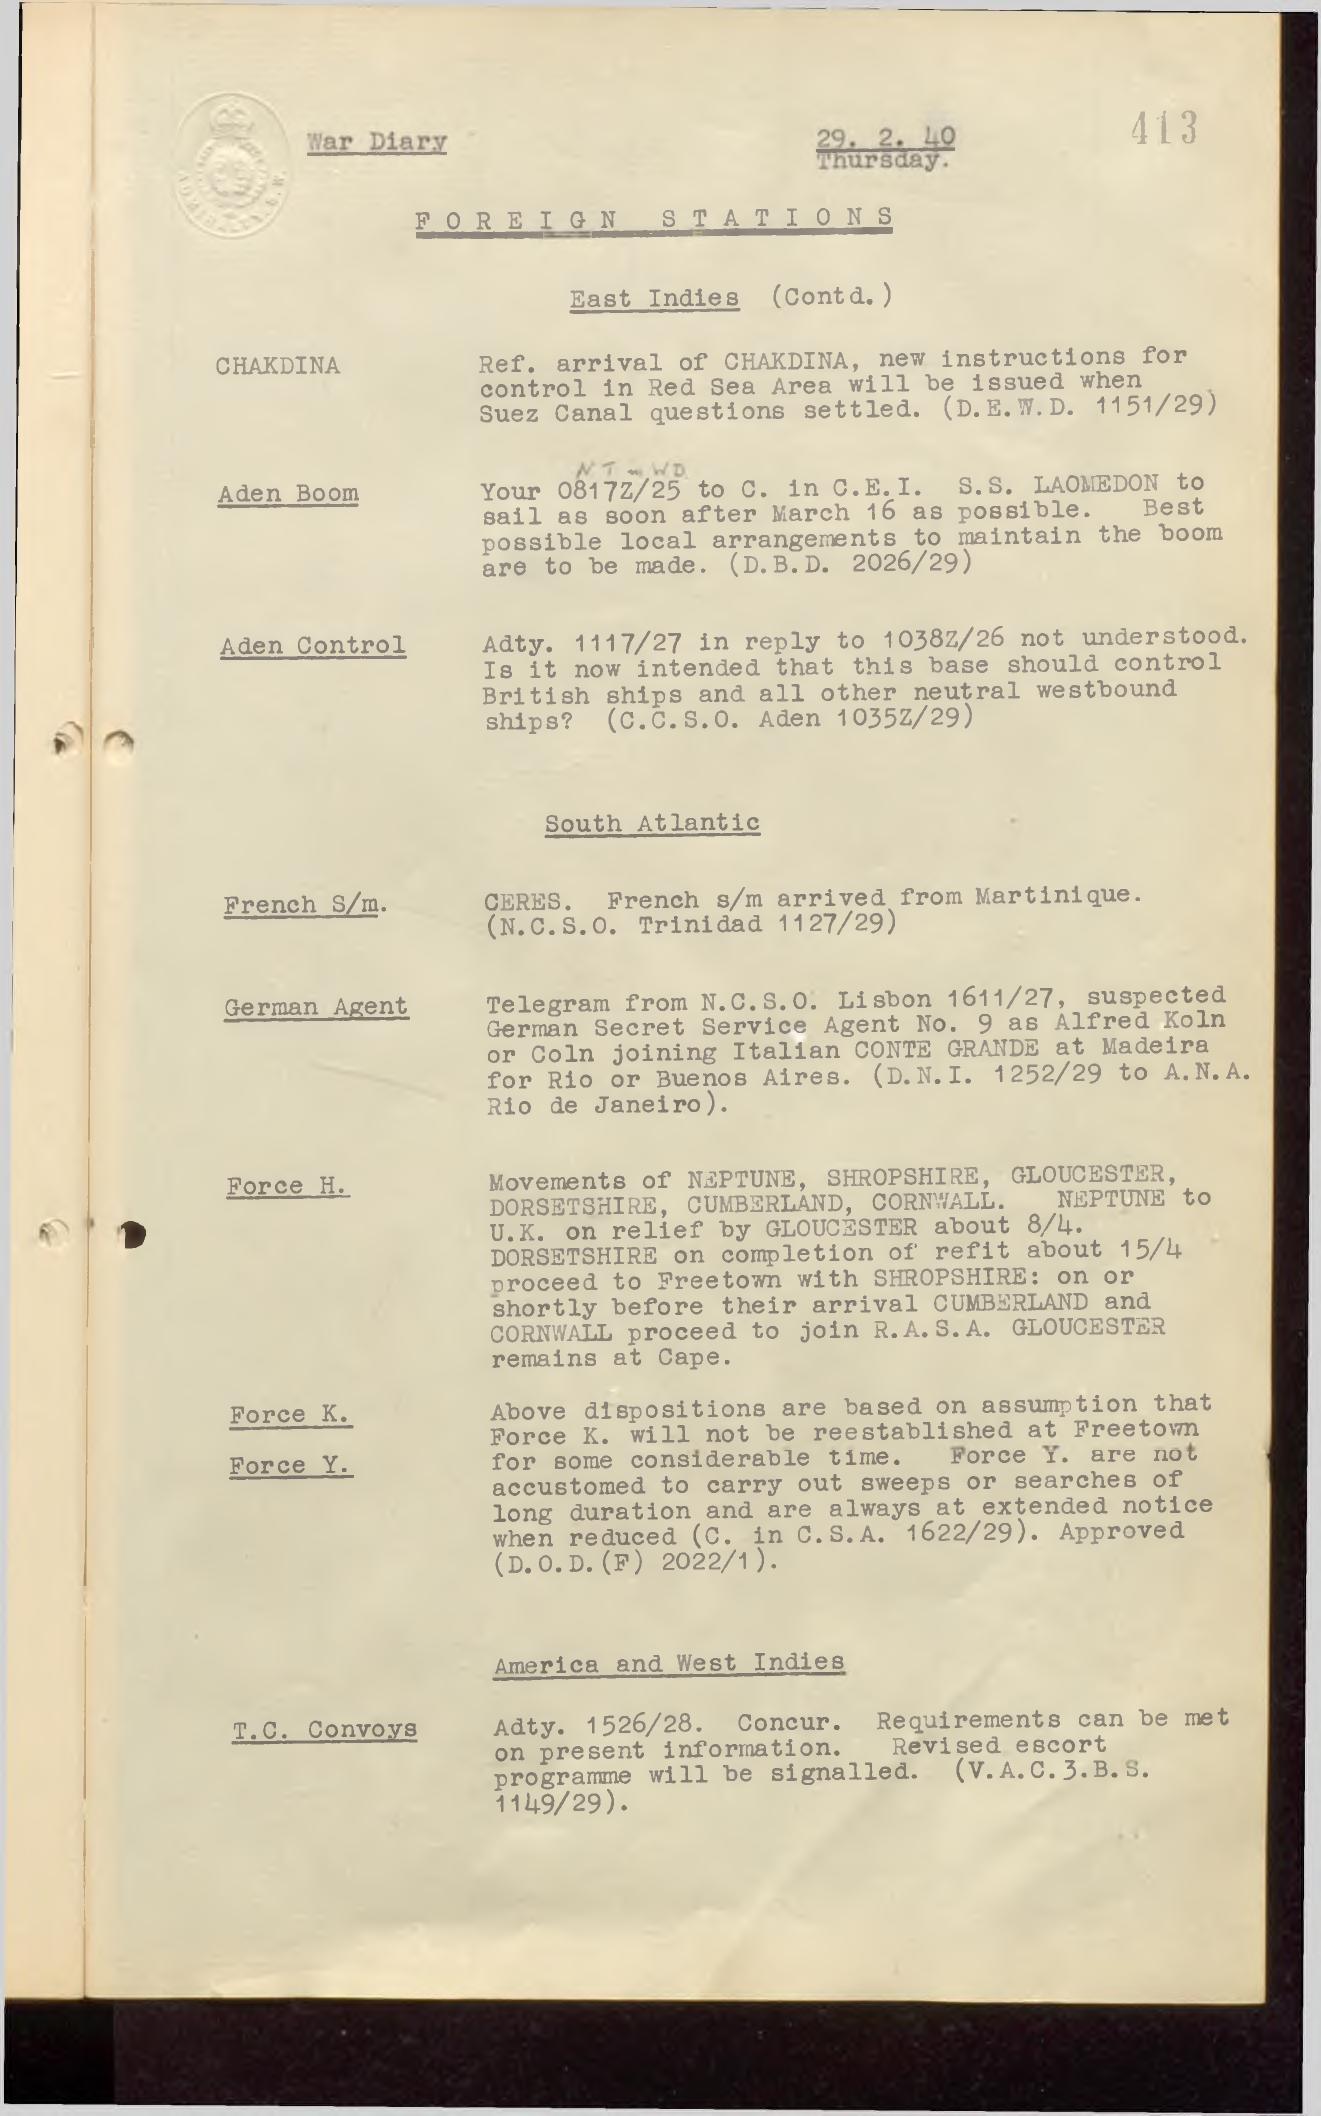 War Diary
29. 2. 40
Thursday.
413
FOREIGN STATIONS
East Indies (Contd.)
CHAKDINA Ref. arrival of CHAKDINA, new instructions for
control in Red Sea Area will be issued when
Suez Canal questions settled. (D.E.W.D. 1151/29)
NT - WD
Aden Boom Your 0817Z/25 to C. in C.E.I. S.S. LAOMEDON to
sail as soon after March 16 as possible. Best
possible local arrangements to maintain the boom
are to be made. (D.B.D. 2026/29)
Aden Control Adty. 1117/27 in reply to 1038Z/26 not understood.
Is it now intended that this base should control
British ships and all other neutral westbound
ships? (C.C.S.O. Aden 1035Z/29)
South Atlantic
French S/m. CERES. French s/m arrived from Martinique.
(N.C.S.O. Trinidad 1127/29)
German Agent Telegram from N.C.S.O. Lisbon 1611/27, suspected
German Secret Service Agent No. 9 as Alfred Koln
or Coln joining Italian CONTE GRANDE at Madeira
for Rio or Buenos Aires. (D.N.I. 1252/29 to A.N.A.
Rio de Janeiro).
Force H. Movements of NEPTUNE, SHROPSHIRE, GLOUCESTER,
DORSETSHIRE, CUMBERLAND, CORNWALL. NEPTUNE to
U.K. on relief by GLOUCESTER about 8/4.
DORSETSHIRE on completion of refit about 15/4
proceed to Freetown with SHROPSHIRE: on or
shortly before their arrival CUMBERLAND and
CORNWALL proceed to join R.A.S.A. GLOUCESTER
remains at Cape.
Force K. Above dispositions are based on assumption that
Force K. will not be reestablished at Freetown
Force Y. for some considerable time. Force Y. are not
accustomed to carry out sweeps or searches of
long duration and are always at extended notice
when reduced (C. in C.S.A. 1622/29). Approved
(D.O.D.(F) 2022/1).
America and West Indies
T.C. Convoys Adty. 1526/28. Concur. Requirements can be met
on present information. Revised escort
programme will be signalled. (V.A.C.3.B.S.
1149/29).